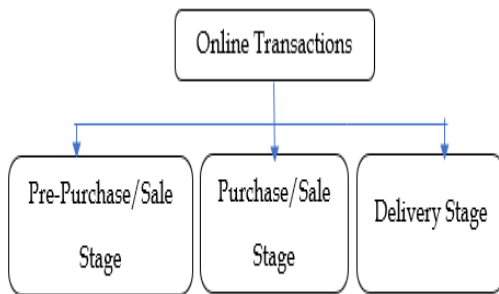 Online Transactions
Pre-Purchase/Sale
Stage
Purchase/Sale
Stage
Delivery Stage